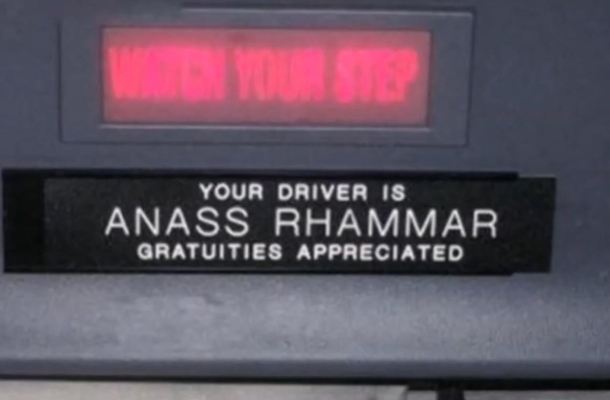 WATCH YOUR STEP
YOUR DRIVER IS
ANASS RHAMMAR
GRATUITIES APPRECIATED